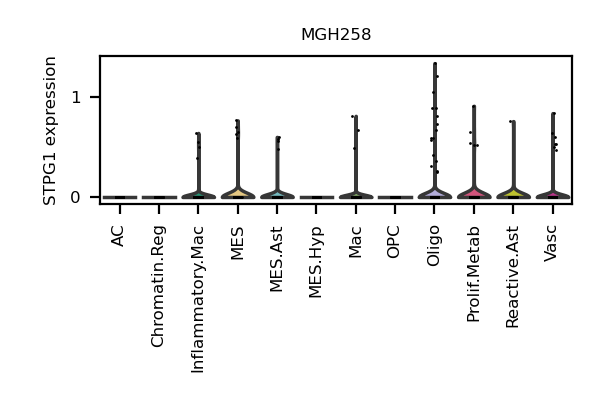 MGH258
STPG1 expression
1
0
AC
Chromatin.Reg
Inflammatory.Mac
MES
MES.Ast
MES.Hyp
Mac
OPC
Oligo
Prolif.Metab
Reactive.Ast
Vasc